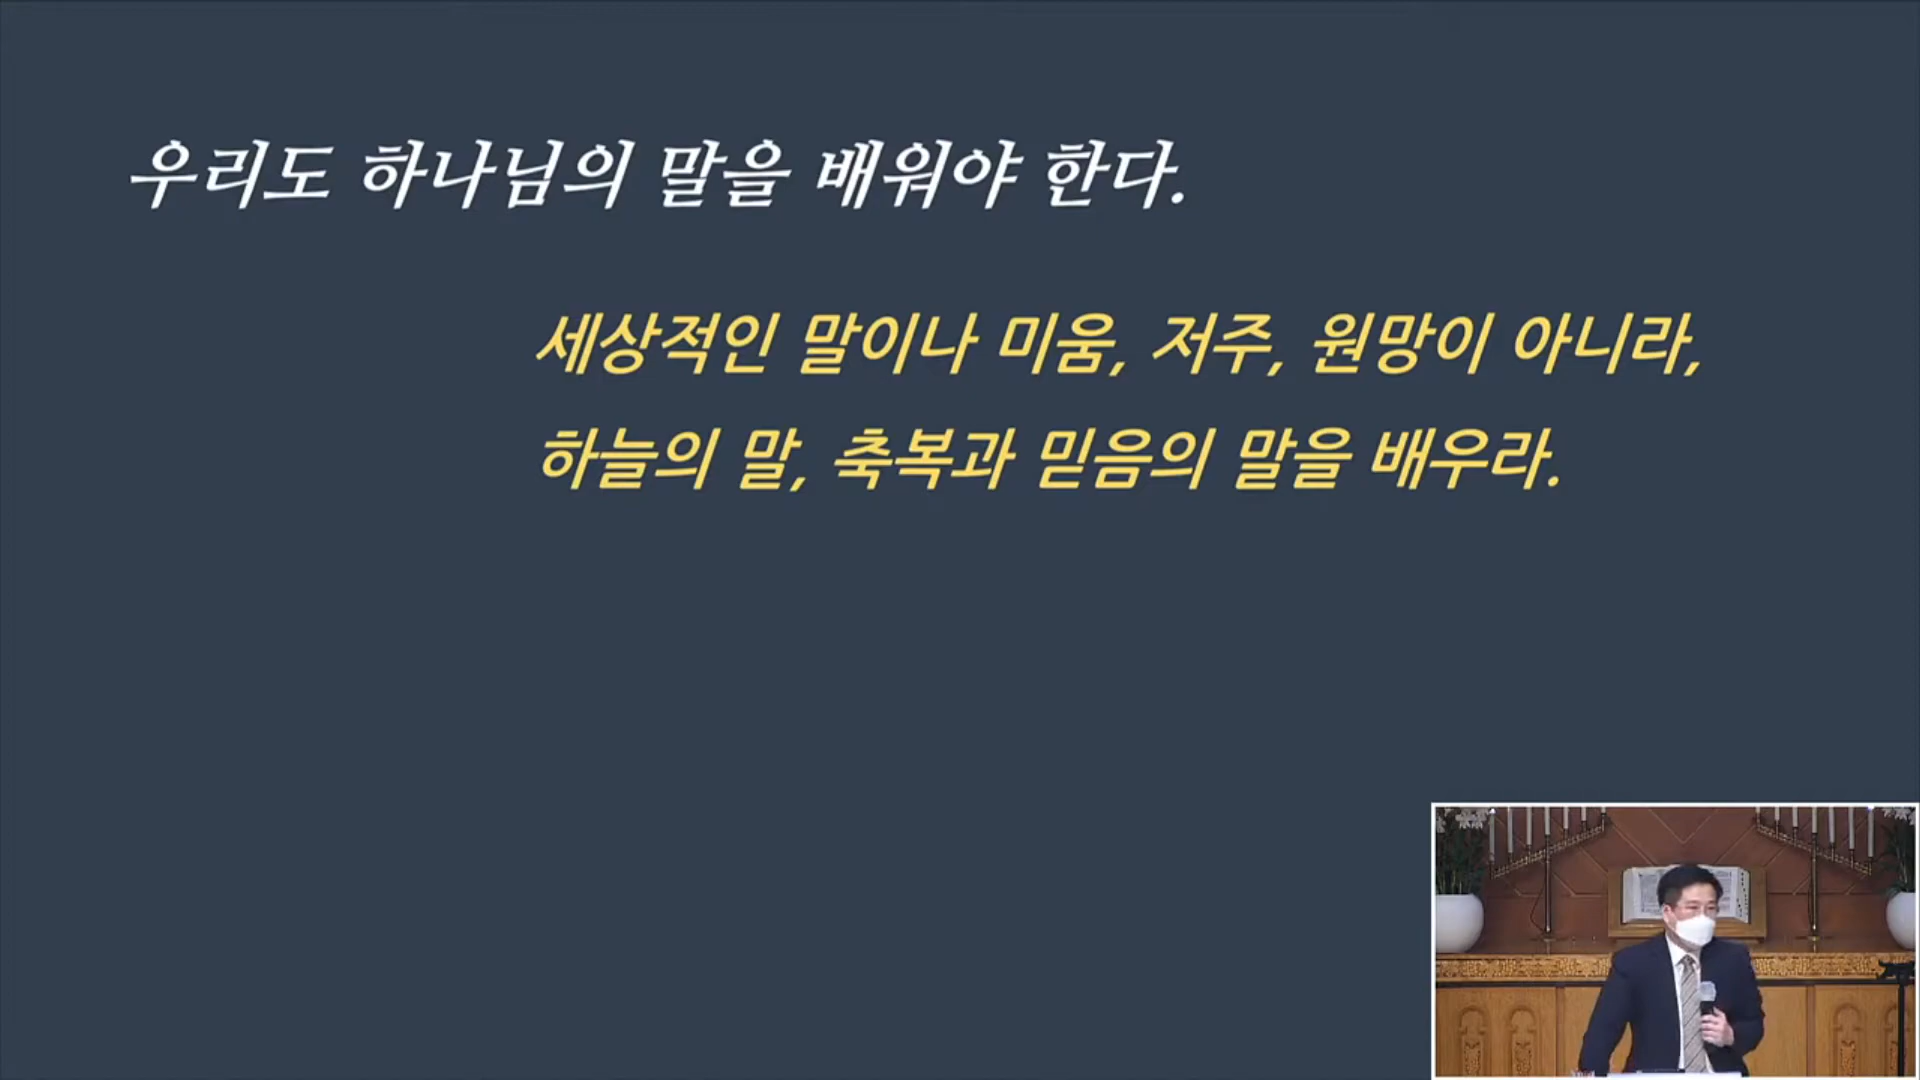 우리도 하나님의 말을 배워야 한다.
세상적인 말이나 미움, 저주, 원망이 아니라,
하늘의 말, 축복과 믿음의 말을 배우라.